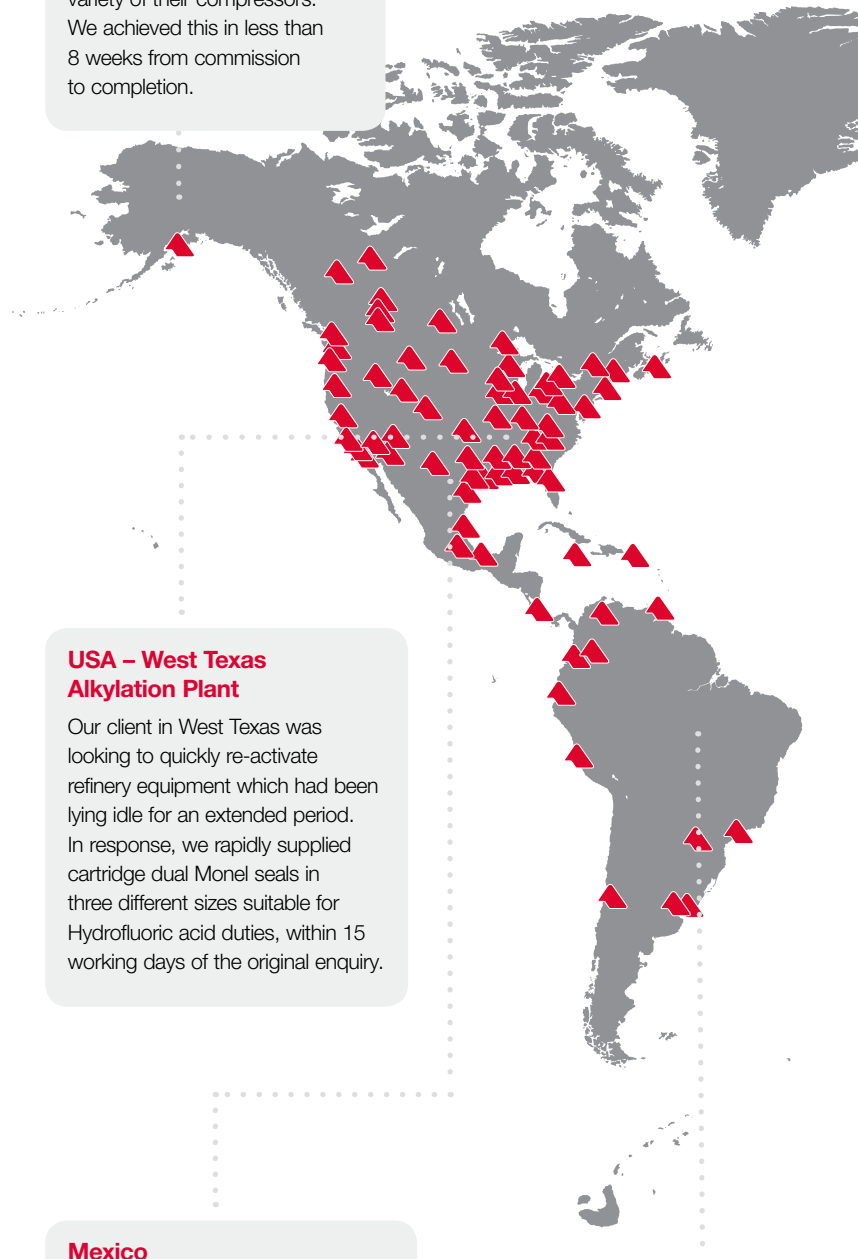 variety of their compressors.
We achieved this in less than
8 weeks from commission
to completion.
USA – West Texas
Alkylation Plant
Our client in West Texas was
looking to quickly re-activate
refinery equipment which had been
lying idle for an extended period.
In response, we rapidly supplied
cartridge dual Monel seals in
three different sizes suitable for
Hydrofluoric acid duties, within 15
working days of the original enquiry.
Mexico